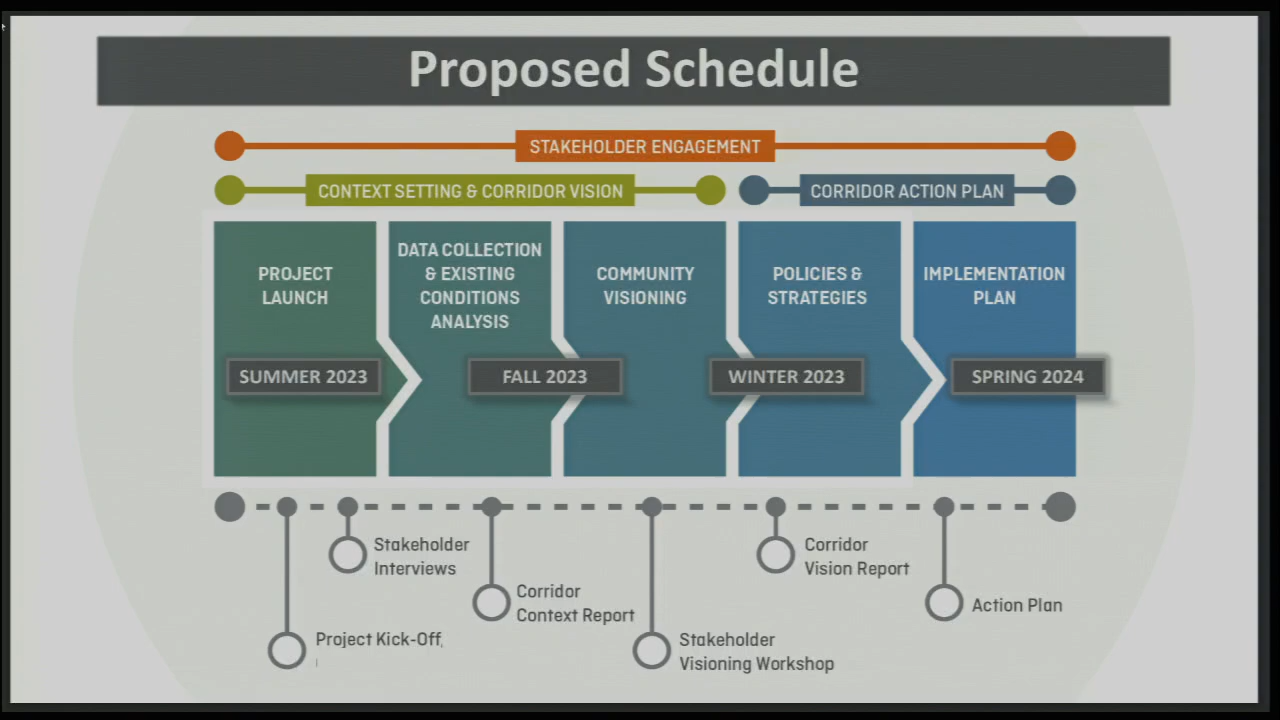 Proposed Schedule
STAKEHOLDER ENGAGEMENT
CONTEXT SETTING & CORRIDOR VISION
CORRIDOR ACTION PLAN
PROJECT
LAUNCH
DATA COLLECTION
& EXISTING
CONDITIONS
ANALYSIS
COMMUNITY
VISIONING
POLICIES &
STRATEGIES
IMPLEMENTATION
PLAN
SUMMER 2023
FALL 2023
WINTER 2023
SPRING 2024
Stakeholder
Interviews
Corridor
Vision Report
Corridor
Context Report
Action Plan
Project Kick-Off,
Stakeholder
Visioning Workshop